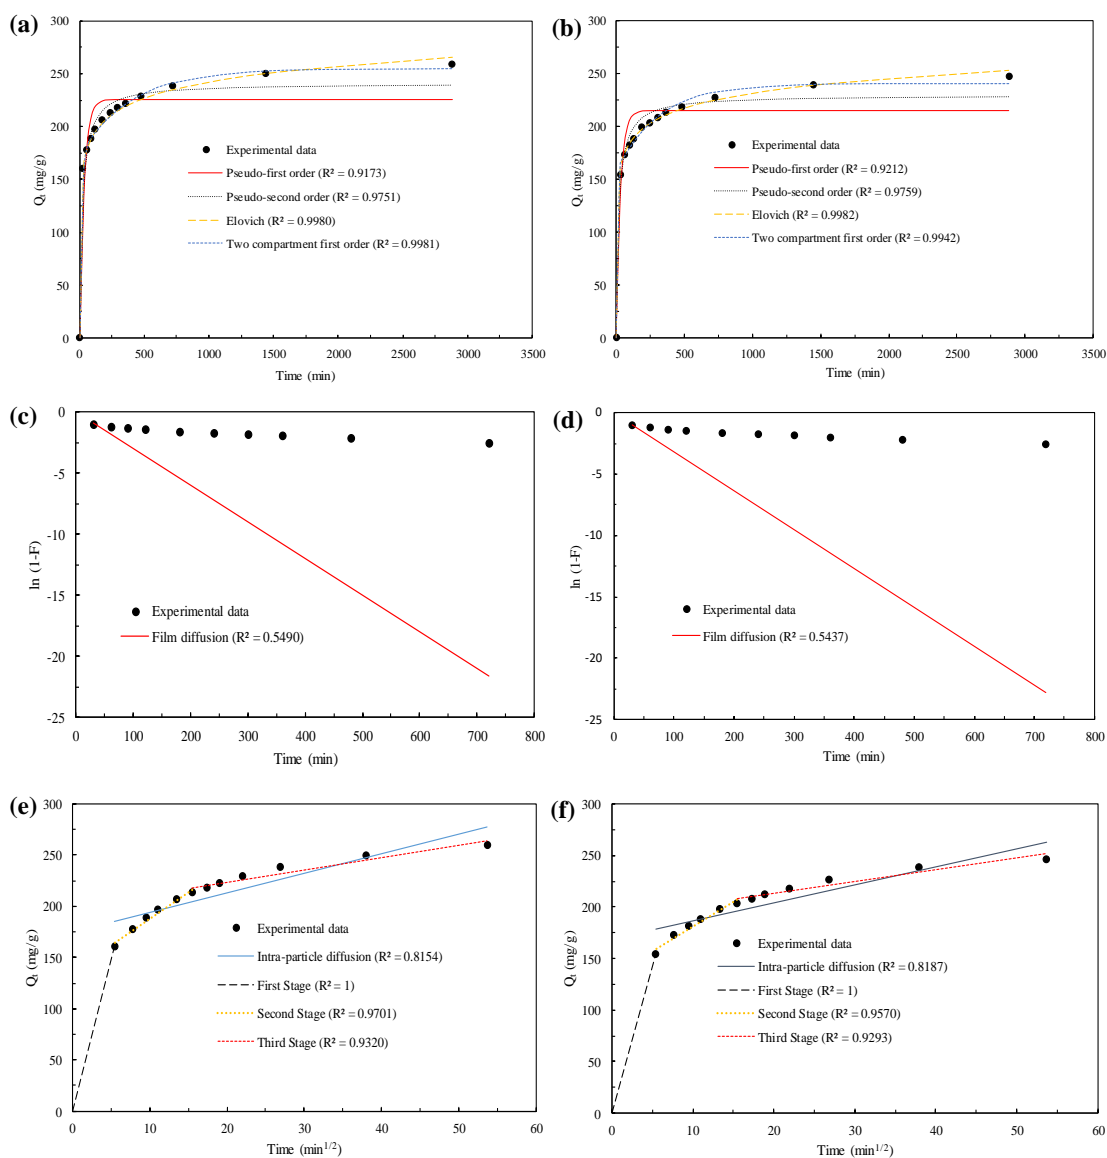 (a)
300
250
200
150
100
50
0
Qₜ (mg/g)
Experimental data
Pseudo-first order (R² = 0.9173)
Pseudo-second order (R² = 0.9751)
Elovich (R² = 0.9980)
Two compartment first order (R² = 0.9981)
0 500 1000 1500 2000 2500 3000 3500
Time (min)
(b)
300
250
200
150
100
50
0
Qₜ (mg/g)
Experimental data
Pseudo-first order (R² = 0.9212)
Pseudo-second order (R² = 0.9759)
Elovich (R² = 0.9982)
Two compartment first order (R² = 0.9942)
0 500 1000 1500 2000 2500 3000 3500
Time (min)
(c)
0
-5
-10
-15
-20
-25
ln (1-F)
Experimental data
Film diffusion (R² = 0.5490)
0 100 200 300 400 500 600 700 800
Time (min)
(d)
0
-5
-10
-15
-20
-25
ln (1-F)
Experimental data
Film diffusion (R² = 0.5437)
0 100 200 300 400 500 600 700 800
Time (min)
(e)
300
250
200
150
100
50
0
Qₜ (mg/g)
Experimental data
Intra-particle diffusion (R² = 0.8154)
First Stage (R² = 1)
Second Stage (R² = 0.9701)
Third Stage (R² = 0.9320)
0 10 20 30 40 50 60
Time (min¹ᐟ²)
(f)
300
250
200
150
100
50
0
Qₜ (mg/g)
Experimental data
Intra-particle diffusion (R² = 0.8187)
First Stage (R² = 1)
Second Stage (R² = 0.9570)
Third Stage (R² = 0.9293)
0 10 20 30 40 50 60
Time (min¹ᐟ²)